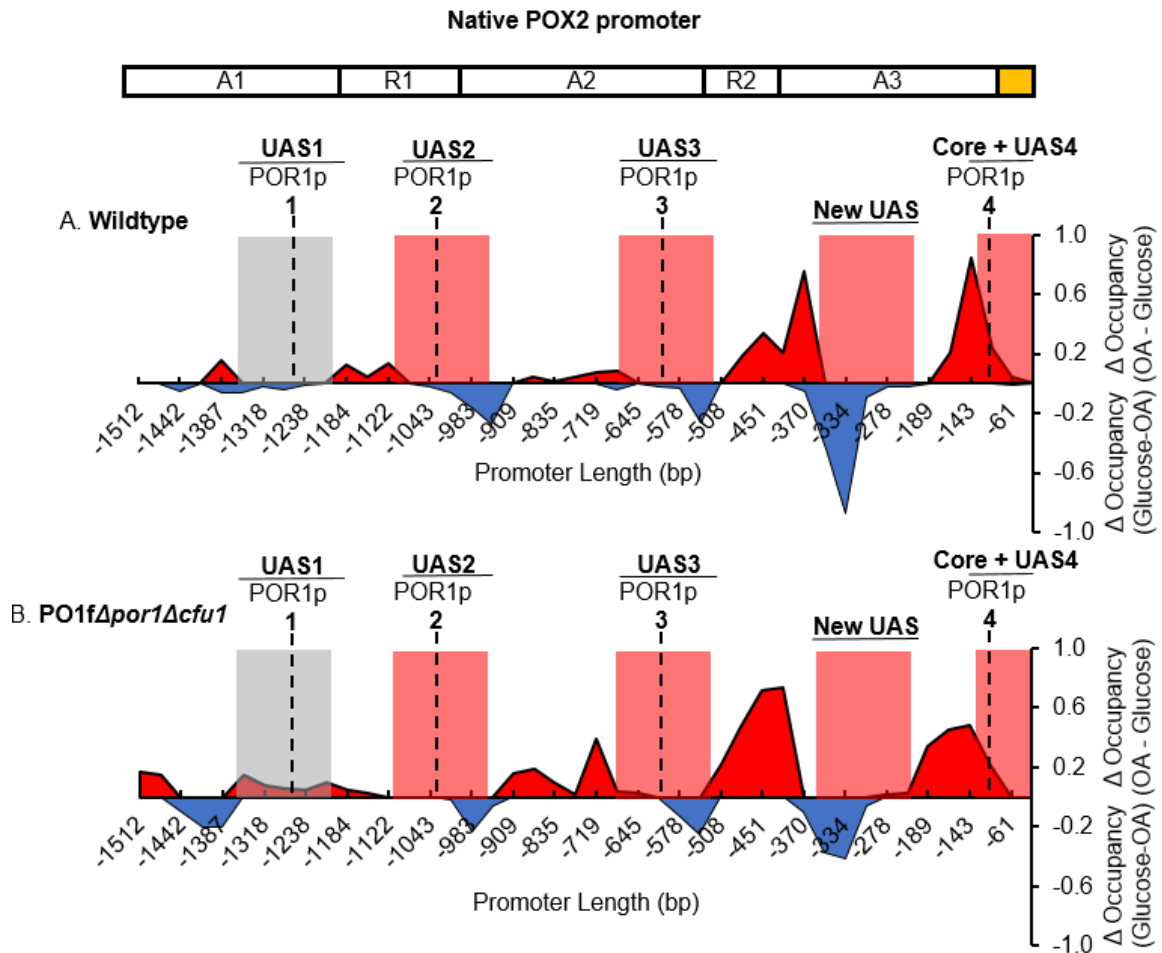 Native POX2 promoter
A1 R1 A2 R2 A3
UAS1 UAS2 UAS3 Core + UAS4
POR1p POR1p POR1p POR1p
1 2 3 New UAS 4
A. Wildtype
1.0
0.6
0.2
-0.2
-0.6
-1.0
Δ Occupancy (OA - Glucose)
Δ Occupancy (Glucose-OA)
-1512 -1442 -1387 -1318 -1238 -1184 -1122 -1043 -983 -909 -835 -719 -645 -578 -508 -451 -370 -334 -278 -189 -143 -61
Promoter Length (bp)
UAS1 UAS2 UAS3 Core + UAS4
POR1p POR1p POR1p POR1p
B. PO1fΔpor1Δcfu1
1 2 3 New UAS 4
1.0
0.6
0.2
-0.2
-0.6
-1.0
Δ Occupancy (OA - Glucose)
Δ Occupancy (Glucose-OA)
-1512 -1442 -1387 -1318 -1238 -1184 -1122 -1043 -983 -909 -835 -719 -645 -578 -508 -451 -370 -334 -278 -189 -143 -61
Promoter Length (bp)